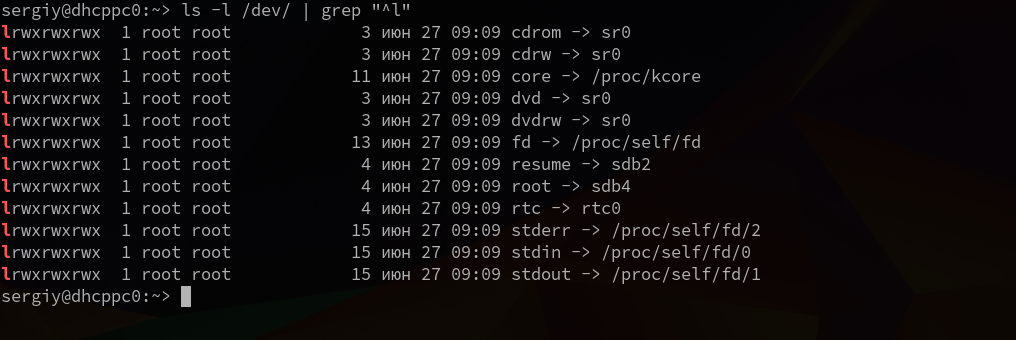 sergiy@dhcppc0:~> ls -l /dev/ | grep "^l"
lrwxrwxrwx  1 root root             3 июн 27 09:09 cdrom -> sr0
lrwxrwxrwx  1 root root             3 июн 27 09:09 cdrw -> sr0
lrwxrwxrwx  1 root root            11 июн 27 09:09 core -> /proc/kcore
lrwxrwxrwx  1 root root             3 июн 27 09:09 dvd -> sr0
lrwxrwxrwx  1 root root             3 июн 27 09:09 dvdrw -> sr0
lrwxrwxrwx  1 root root            13 июн 27 09:09 fd -> /proc/self/fd
lrwxrwxrwx  1 root root             4 июн 27 09:09 resume -> sdb2
lrwxrwxrwx  1 root root             4 июн 27 09:09 root -> sdb4
lrwxrwxrwx  1 root root             4 июн 27 09:09 rtc -> rtc0
lrwxrwxrwx  1 root root            15 июн 27 09:09 stderr -> /proc/self/fd/2
lrwxrwxrwx  1 root root            15 июн 27 09:09 stdin -> /proc/self/fd/0
lrwxrwxrwx  1 root root            15 июн 27 09:09 stdout -> /proc/self/fd/1
sergiy@dhcppc0:~>